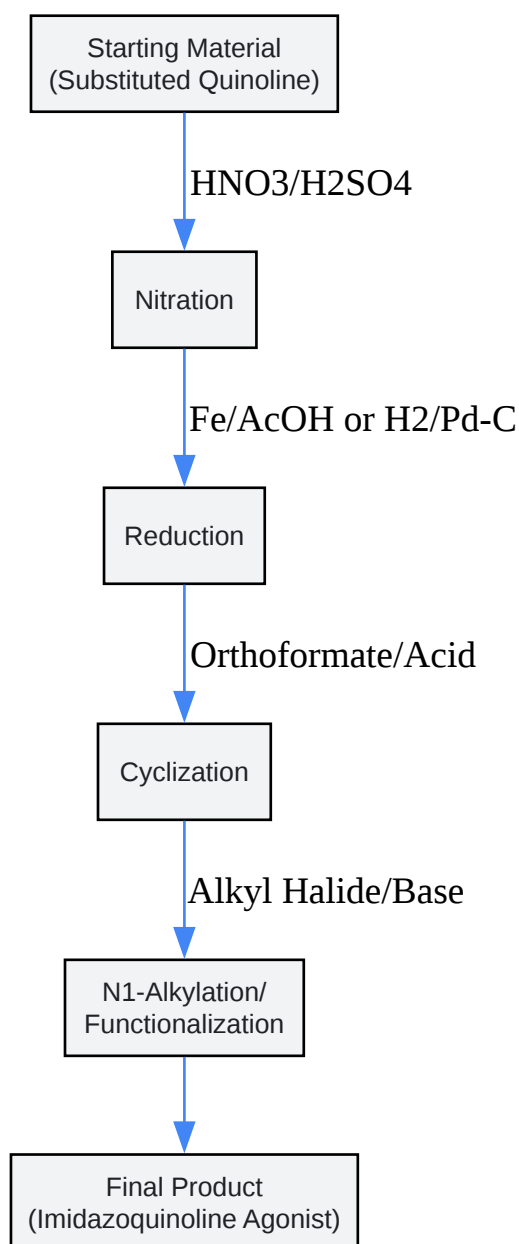 Starting Material
(Substituted Quinoline)
HNO3/H2SO4
Nitration
Fe/AcOH or H2/Pd-C
Reduction
Orthoformate/Acid
Cyclization
Alkyl Halide/Base
N1-Alkylation/
Functionalization
Final Product
(Imidazoquinoline Agonist)